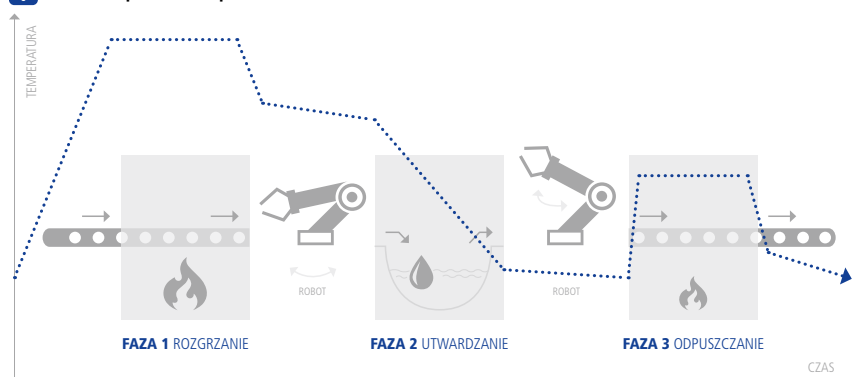 TEMPERATURA
ROBOT
ROBOT
FAZA 1 ROZGRZANIE
FAZA 2 UTWARDZANIE
FAZA 3 ODPUSZCZANIE
CZAS